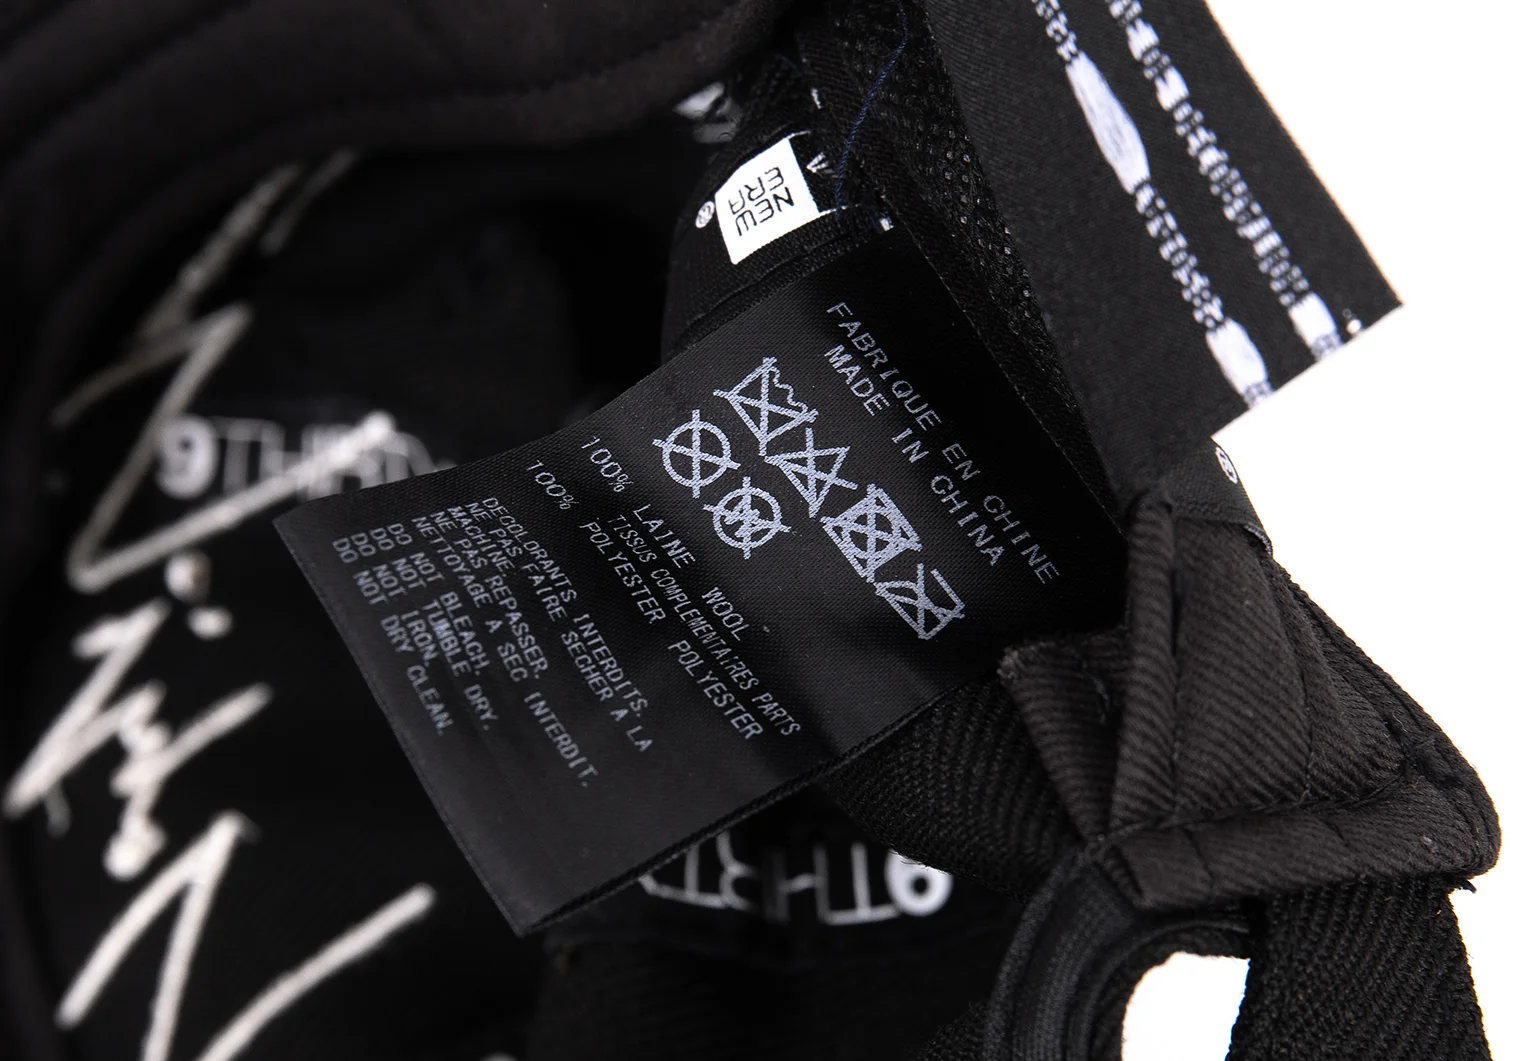 NEW
ERA
FABRIQUE EN CHINE
MADE IN CHINA
100% LAINE WOOL
TISSUS COMPLEMENTAIRES PARTS
100% POLYESTER POLYESTER
DECOLORANTS INTERDITS.
NE PAS FAIRE SECHER A LA
MACHINE.
NE PAS REPASSER.
NETTOYAGE A SEC INTERDIT.
DO NOT BLEACH.
DO NOT TUMBLE DRY.
DO NOT IRON.
DO NOT DRY CLEAN.
9THIRTY
9THIRT